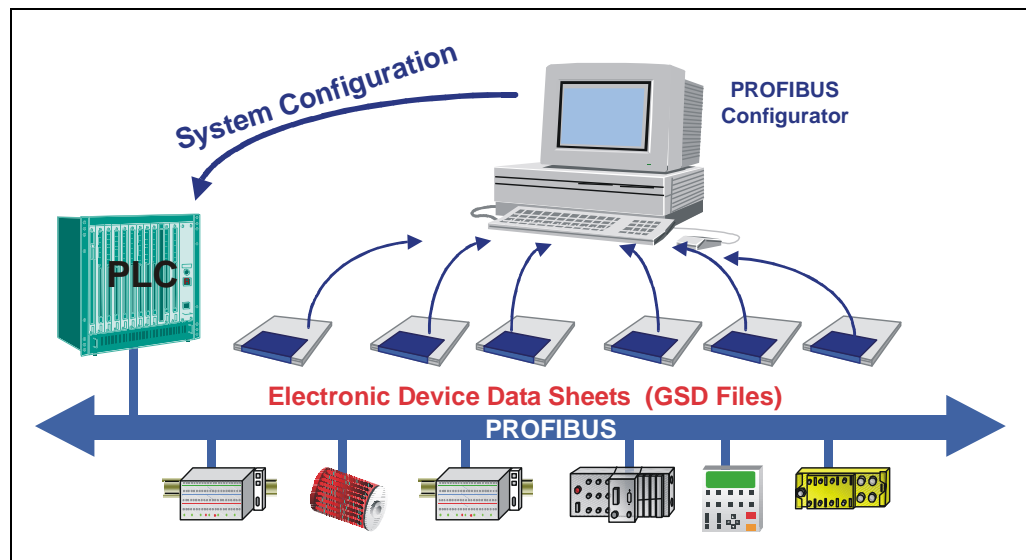 System Configuration
PROFIBUS
Configurator
PLC
Electronic Device Data Sheets (GSD Files)
PROFIBUS